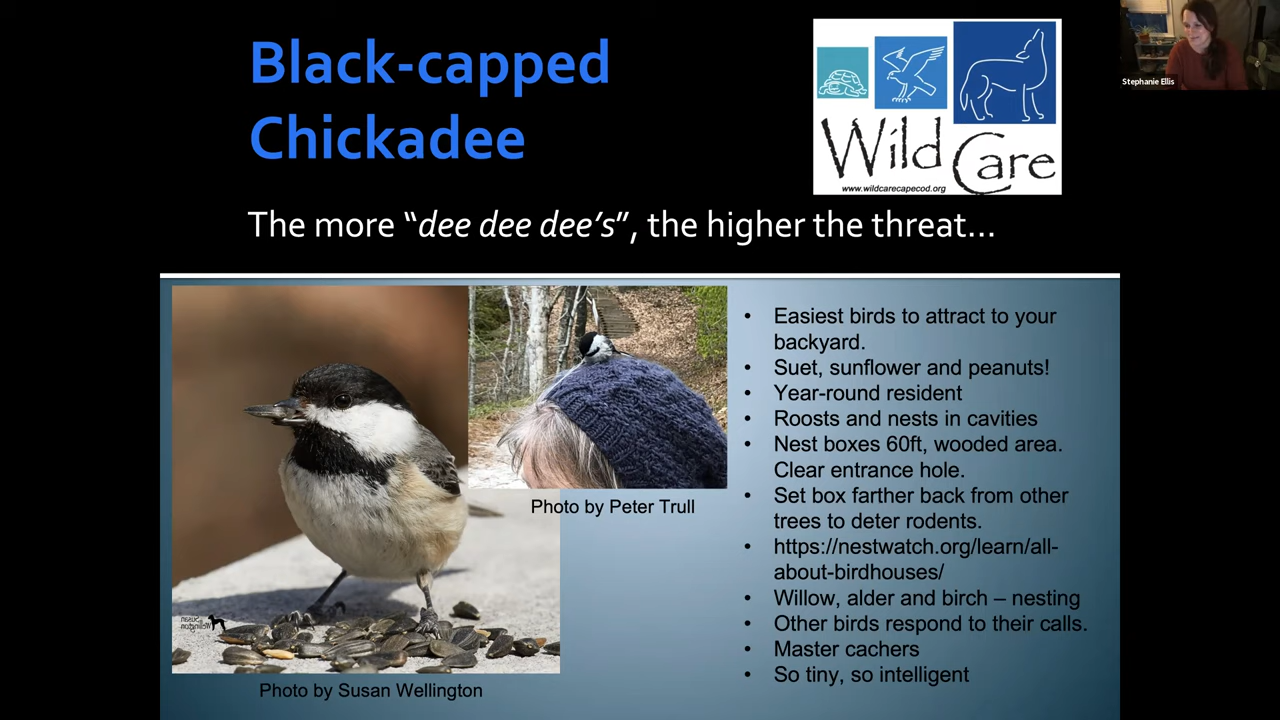 Black-capped
Chickadee
Wild Care
www.wildcarecapecod.org
Stephanie Ellis
The more “dee dee dee’s”, the higher the threat…
Photo by Peter Trull
Photo by Susan Wellington
• Easiest birds to attract to your
backyard.
• Suet, sunflower and peanuts!
• Year-round resident
• Roosts and nests in cavities
• Nest boxes 60ft, wooded area.
Clear entrance hole.
• Set box farther back from other
trees to deter rodents.
• https://nestwatch.org/learn/all-
about-birdhouses/
• Willow, alder and birch – nesting
• Other birds respond to their calls.
• Master cachers
• So tiny, so intelligent